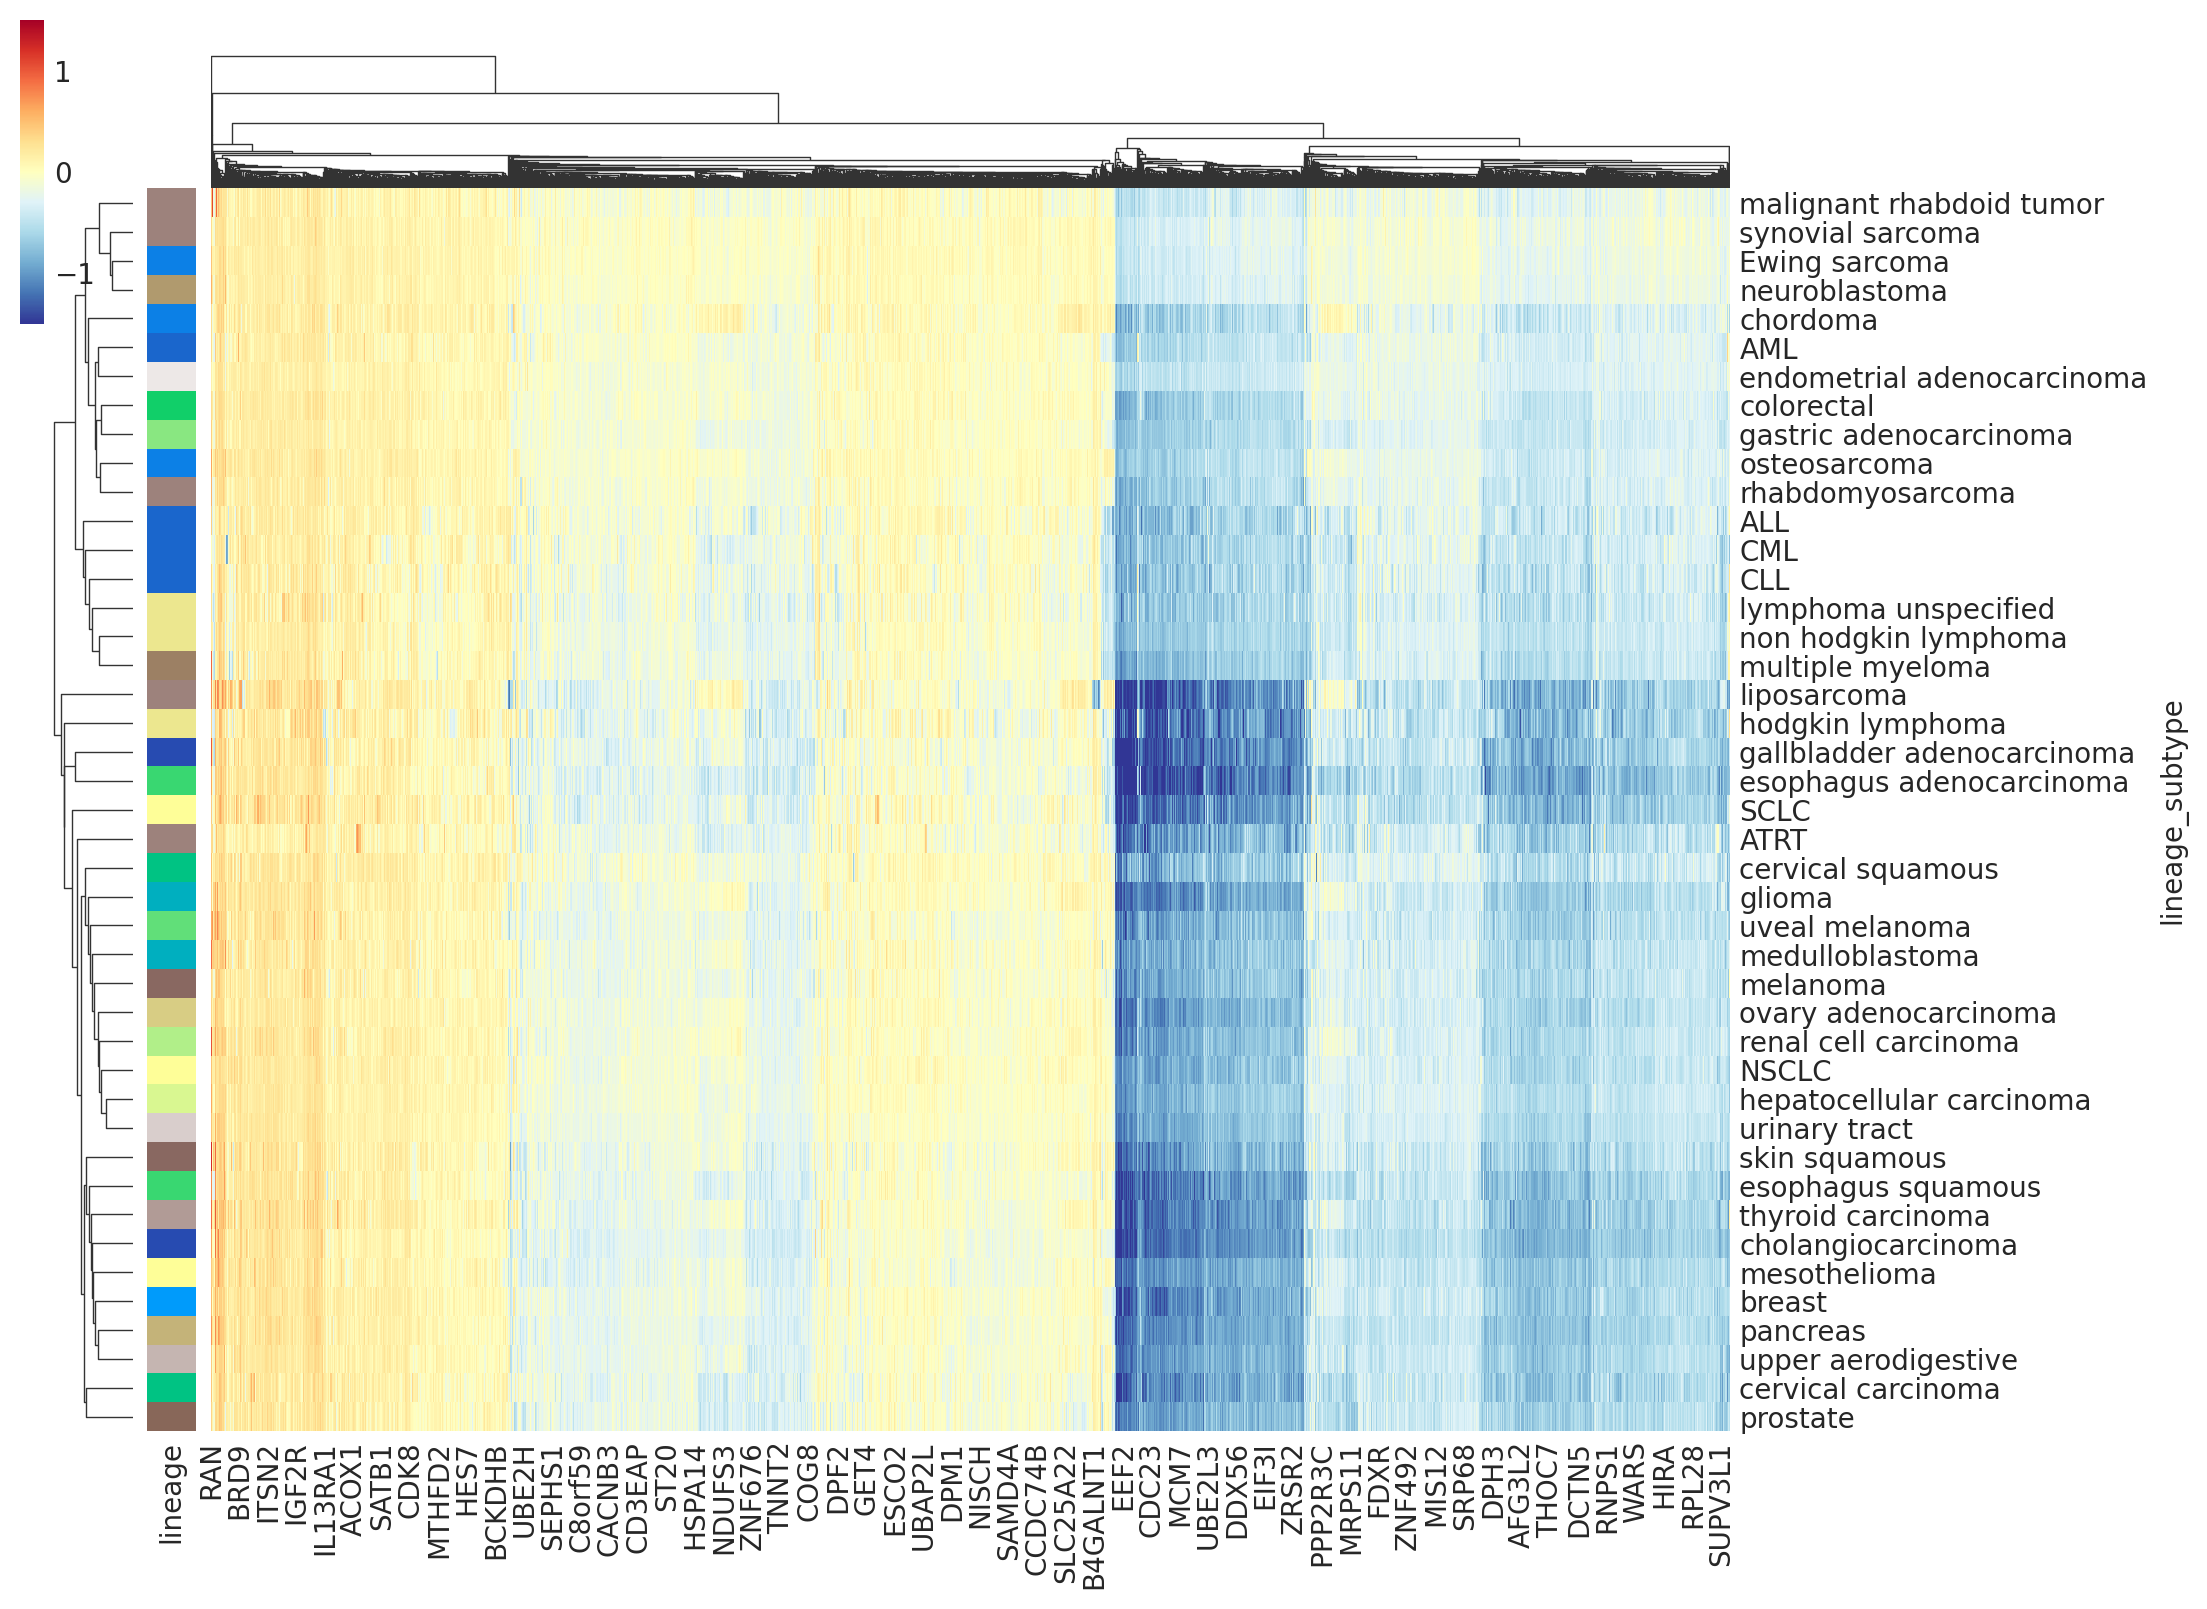 1
0
−1
malignant rhabdoid tumor
synovial sarcoma
Ewing sarcoma
neuroblastoma
chordoma
AML
endometrial adenocarcinoma
colorectal
gastric adenocarcinoma
osteosarcoma
rhabdomyosarcoma
ALL
CML
CLL
lymphoma unspecified
non hodgkin lymphoma
multiple myeloma
liposarcoma
hodgkin lymphoma
gallbladder adenocarcinoma
esophagus adenocarcinoma
SCLC
ATRT
cervical squamous
glioma
uveal melanoma
medulloblastoma
melanoma
ovary adenocarcinoma
renal cell carcinoma
NSCLC
hepatocellular carcinoma
urinary tract
skin squamous
esophagus squamous
thyroid carcinoma
cholangiocarcinoma
mesothelioma
breast
pancreas
upper aerodigestive
cervical carcinoma
prostate
lineage_subtype
lineage
RAN
BRD9
ITSN2
IGF2R
IL13RA1
ACOX1
SATB1
CDK8
MTHFD2
HES7
BCKDHB
UBE2H
SEPHS1
C8orf59
CACNB3
CD3EAP
ST20
HSPA14
NDUFS3
ZNF676
TNNT2
COG8
DPF2
GET4
ESCO2
UBAP2L
DPM1
NISCH
SAMD4A
CCDC74B
SLC25A22
B4GALNT1
EEF2
CDC23
MCM7
UBE2L3
DDX56
EIF3I
ZRSR2
PPP2R3C
MRPS11
FDXR
ZNF492
MIS12
SRP68
DPH3
AFG3L2
THOC7
DCTN5
RNPS1
WARS
HIRA
RPL28
SUPV3L1